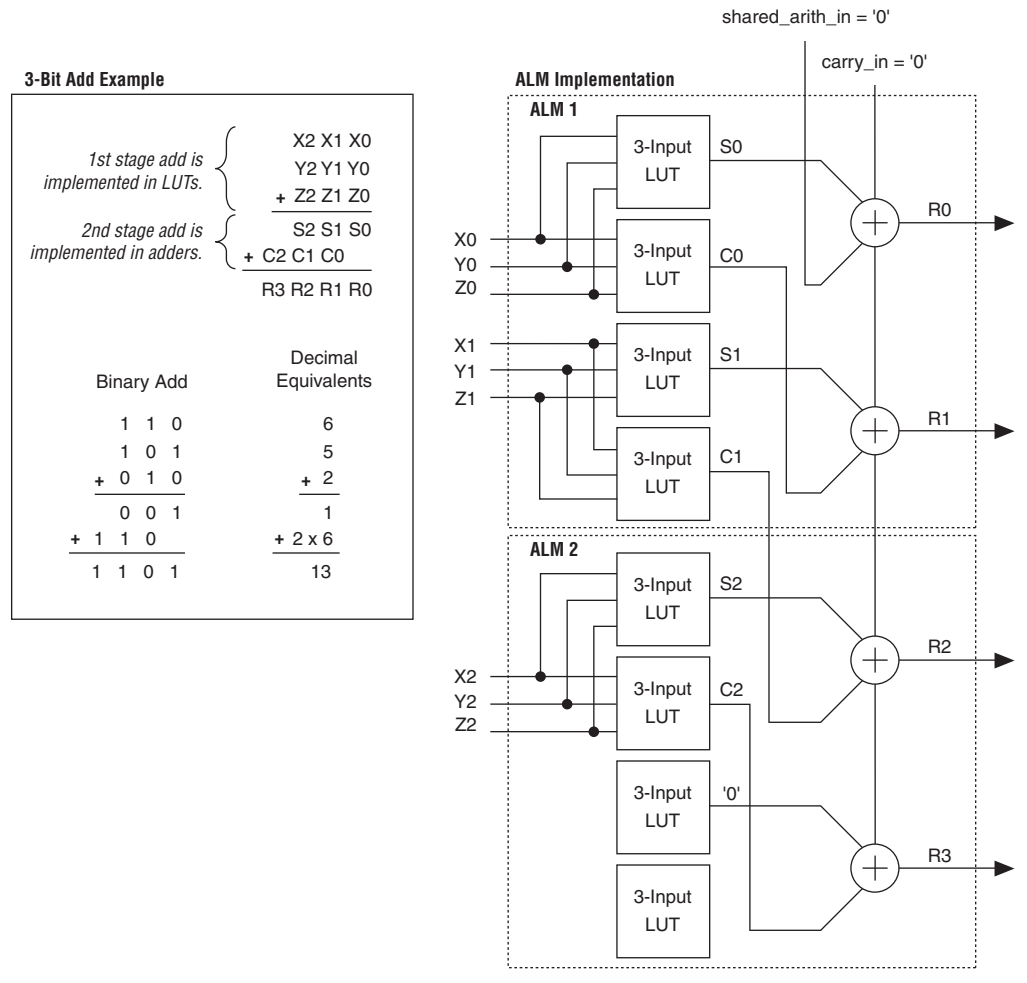 shared_arith_in = '0'
carry_in = '0'
3-Bit Add Example
1st stage add is
implemented in LUTs.
X2 X1 X0
Y2 Y1 Y0
+ Z2 Z1 Z0
2nd stage add is
implemented in adders.
S2 S1 S0
+ C2 C1 C0
R3 R2 R1 R0
Binary Add
1 1 0
1 0 1
+ 0 1 0
0 0 1
+ 1 1 0
1 1 0 1
Decimal
Equivalents
6
5
+ 2
1
+ 2 x 6
13
ALM Implementation
ALM 1
3-Input
LUT
S0
R0
X0
Y0
Z0
3-Input
LUT
C0
X1
Y1
Z1
3-Input
LUT
S1
R1
3-Input
LUT
C1
ALM 2
3-Input
LUT
S2
R2
X2
Y2
Z2
3-Input
LUT
C2
3-Input
LUT
'0'
R3
3-Input
LUT